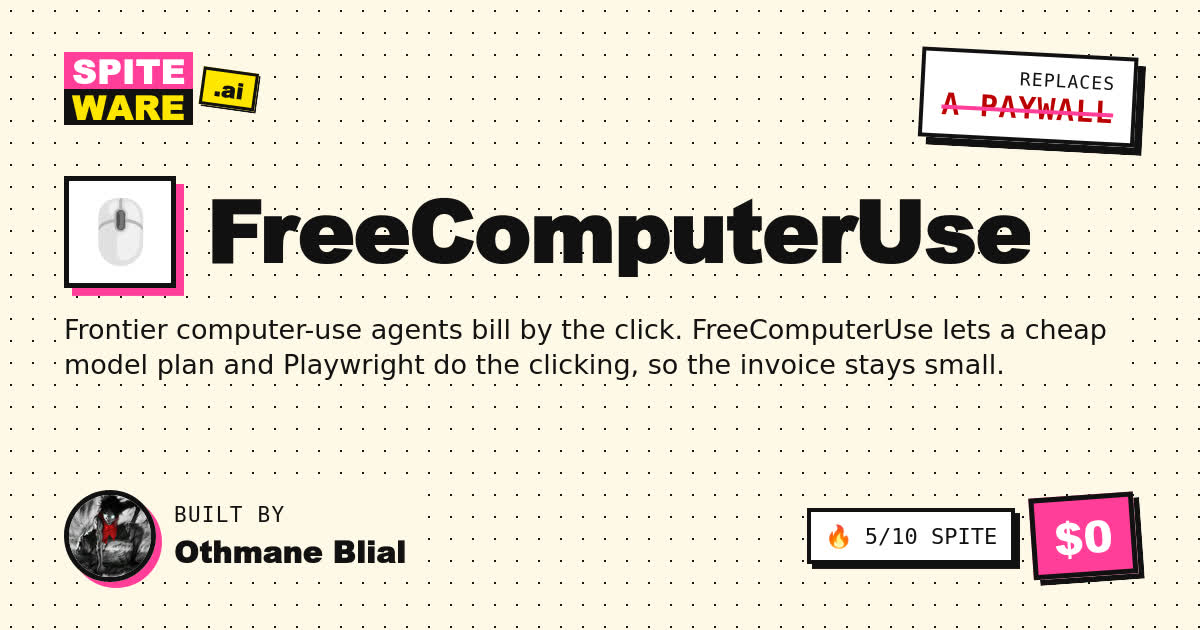 SPITE
WARE
.ai
REPLACES
A PAYWALL
FreeComputerUse
Frontier computer-use agents bill by the click. FreeComputerUse lets a cheap
model plan and Playwright do the clicking, so the invoice stays small.
BUILT BY
Othmane Blial
🔥 5/10 SPITE
$0